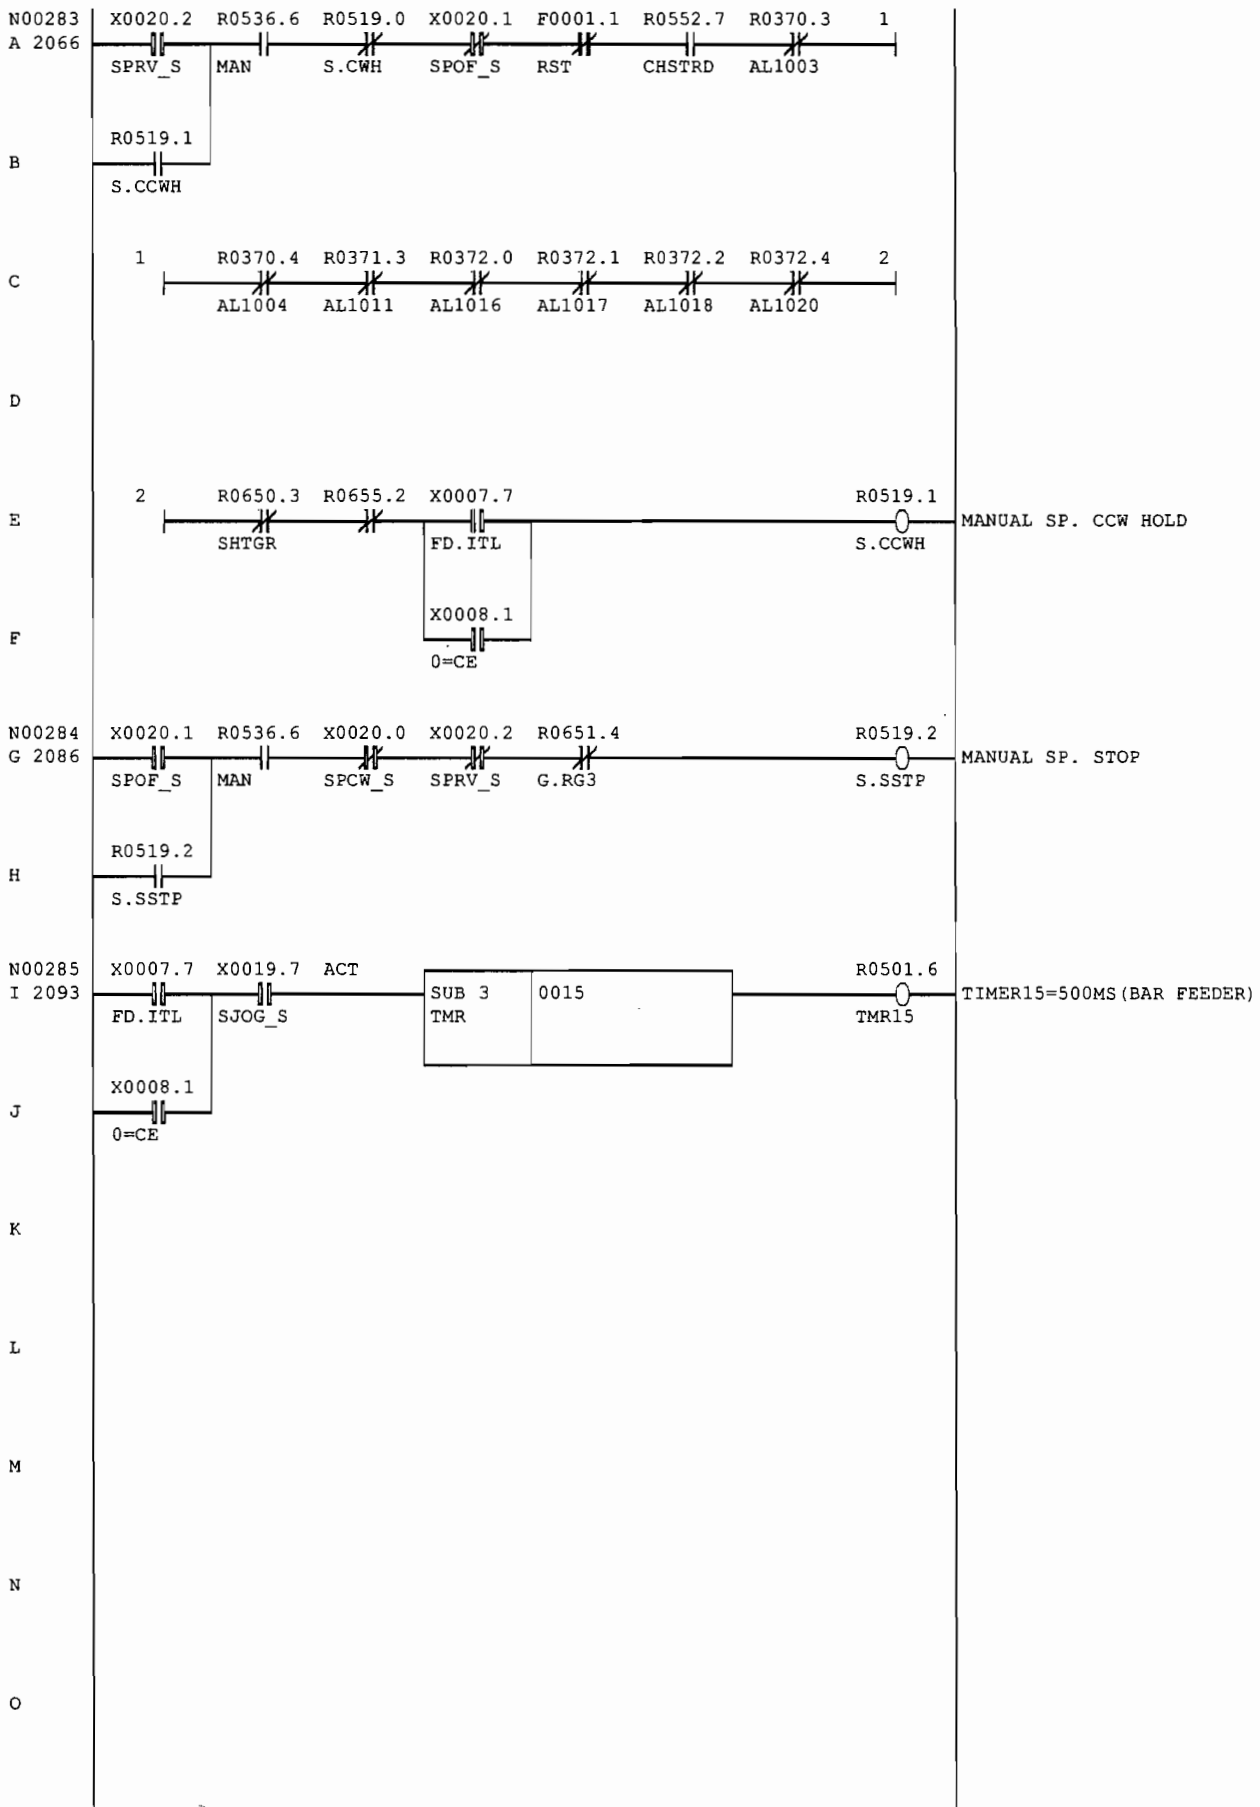 N00283 X0020.2 R0536.6 R0519.0 X0020.1 F0001.1 R0552.7 R0370.3 1
A 2066
SPRV_S MAN S.CWH SPOF_S RST CHSTRD AL1003
R0519.1
B
S.CCWH
1 R0370.4 R0371.3 R0372.0 R0372.1 R0372.2 R0372.4 2
C
AL1004 AL1011 AL1016 AL1017 AL1018 AL1020
D
2 R0650.3 R0655.2 X0007.7 R0519.1
E MANUAL SP. CCW HOLD
SHTGR FD.ITL S.CCWH
X0008.1
F
0=CE
N00284 X0020.1 R0536.6 X0020.0 X0020.2 R0651.4 R0519.2
G 2086 MANUAL SP. STOP
SPOF_S MAN SPCW_S SPRV_S G.RG3 S.SSTP
R0519.2
H
S.SSTP
N00285 X0007.7 X0019.7 ACT R0501.6
I 2093 SUB 3 0015 TIMER15=500MS(BAR FEEDER)
FD.ITL SJOG_S TMR TMR15
X0008.1
J
0=CE
K
L
M
N
O